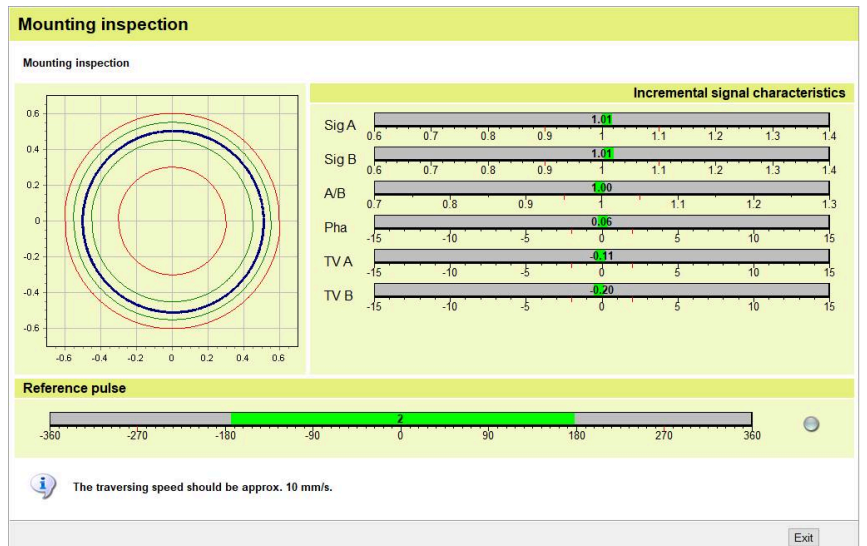 Mounting inspection
Mounting inspection
0.6
0.4
0.2
0
-0.2
-0.4
-0.6
-0.6 -0.4 -0.2 0 0.2 0.4 0.6
Incremental signal characteristics
Sig A 1.01
0.6 0.7 0.8 0.9 1 1.1 1.2 1.3 1.4
Sig B 1.01
0.6 0.7 0.8 0.9 1 1.1 1.2 1.3 1.4
A/B 1.00
0.7 0.8 0.9 1 1.1 1.2 1.3
Pha 0.06
-15 -10 -5 0 5 10 15
TV A -0.11
-15 -10 -5 0 5 10 15
TV B -0.20
-15 -10 -5 0 5 10 15
Reference pulse
2
-360 -270 -180 -90 0 90 180 270 360
The traversing speed should be approx. 10 mm/s.
Exit